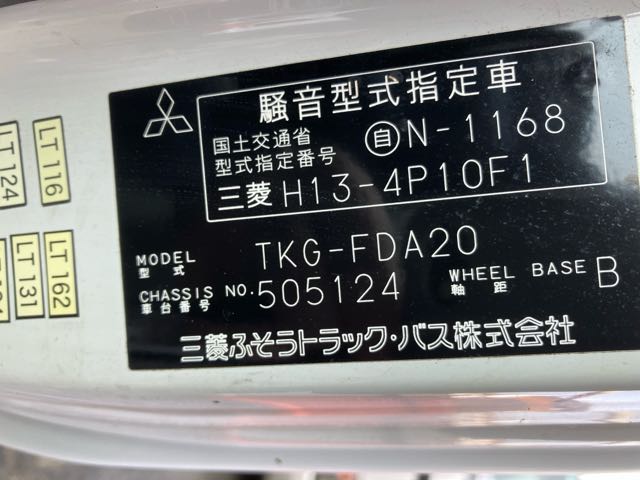 騒音型式指定車
国土交通省
型式指定番号
自N-1168
三菱 H13-4P10F1
MODEL
型式
TKG-FDA20
CHASSIS NO.
車台番号
505124
WHEEL BASE
軸距
B
三菱ふそうトラック・バス株式会社
LT 116
LT 124
LT 162
LT 131